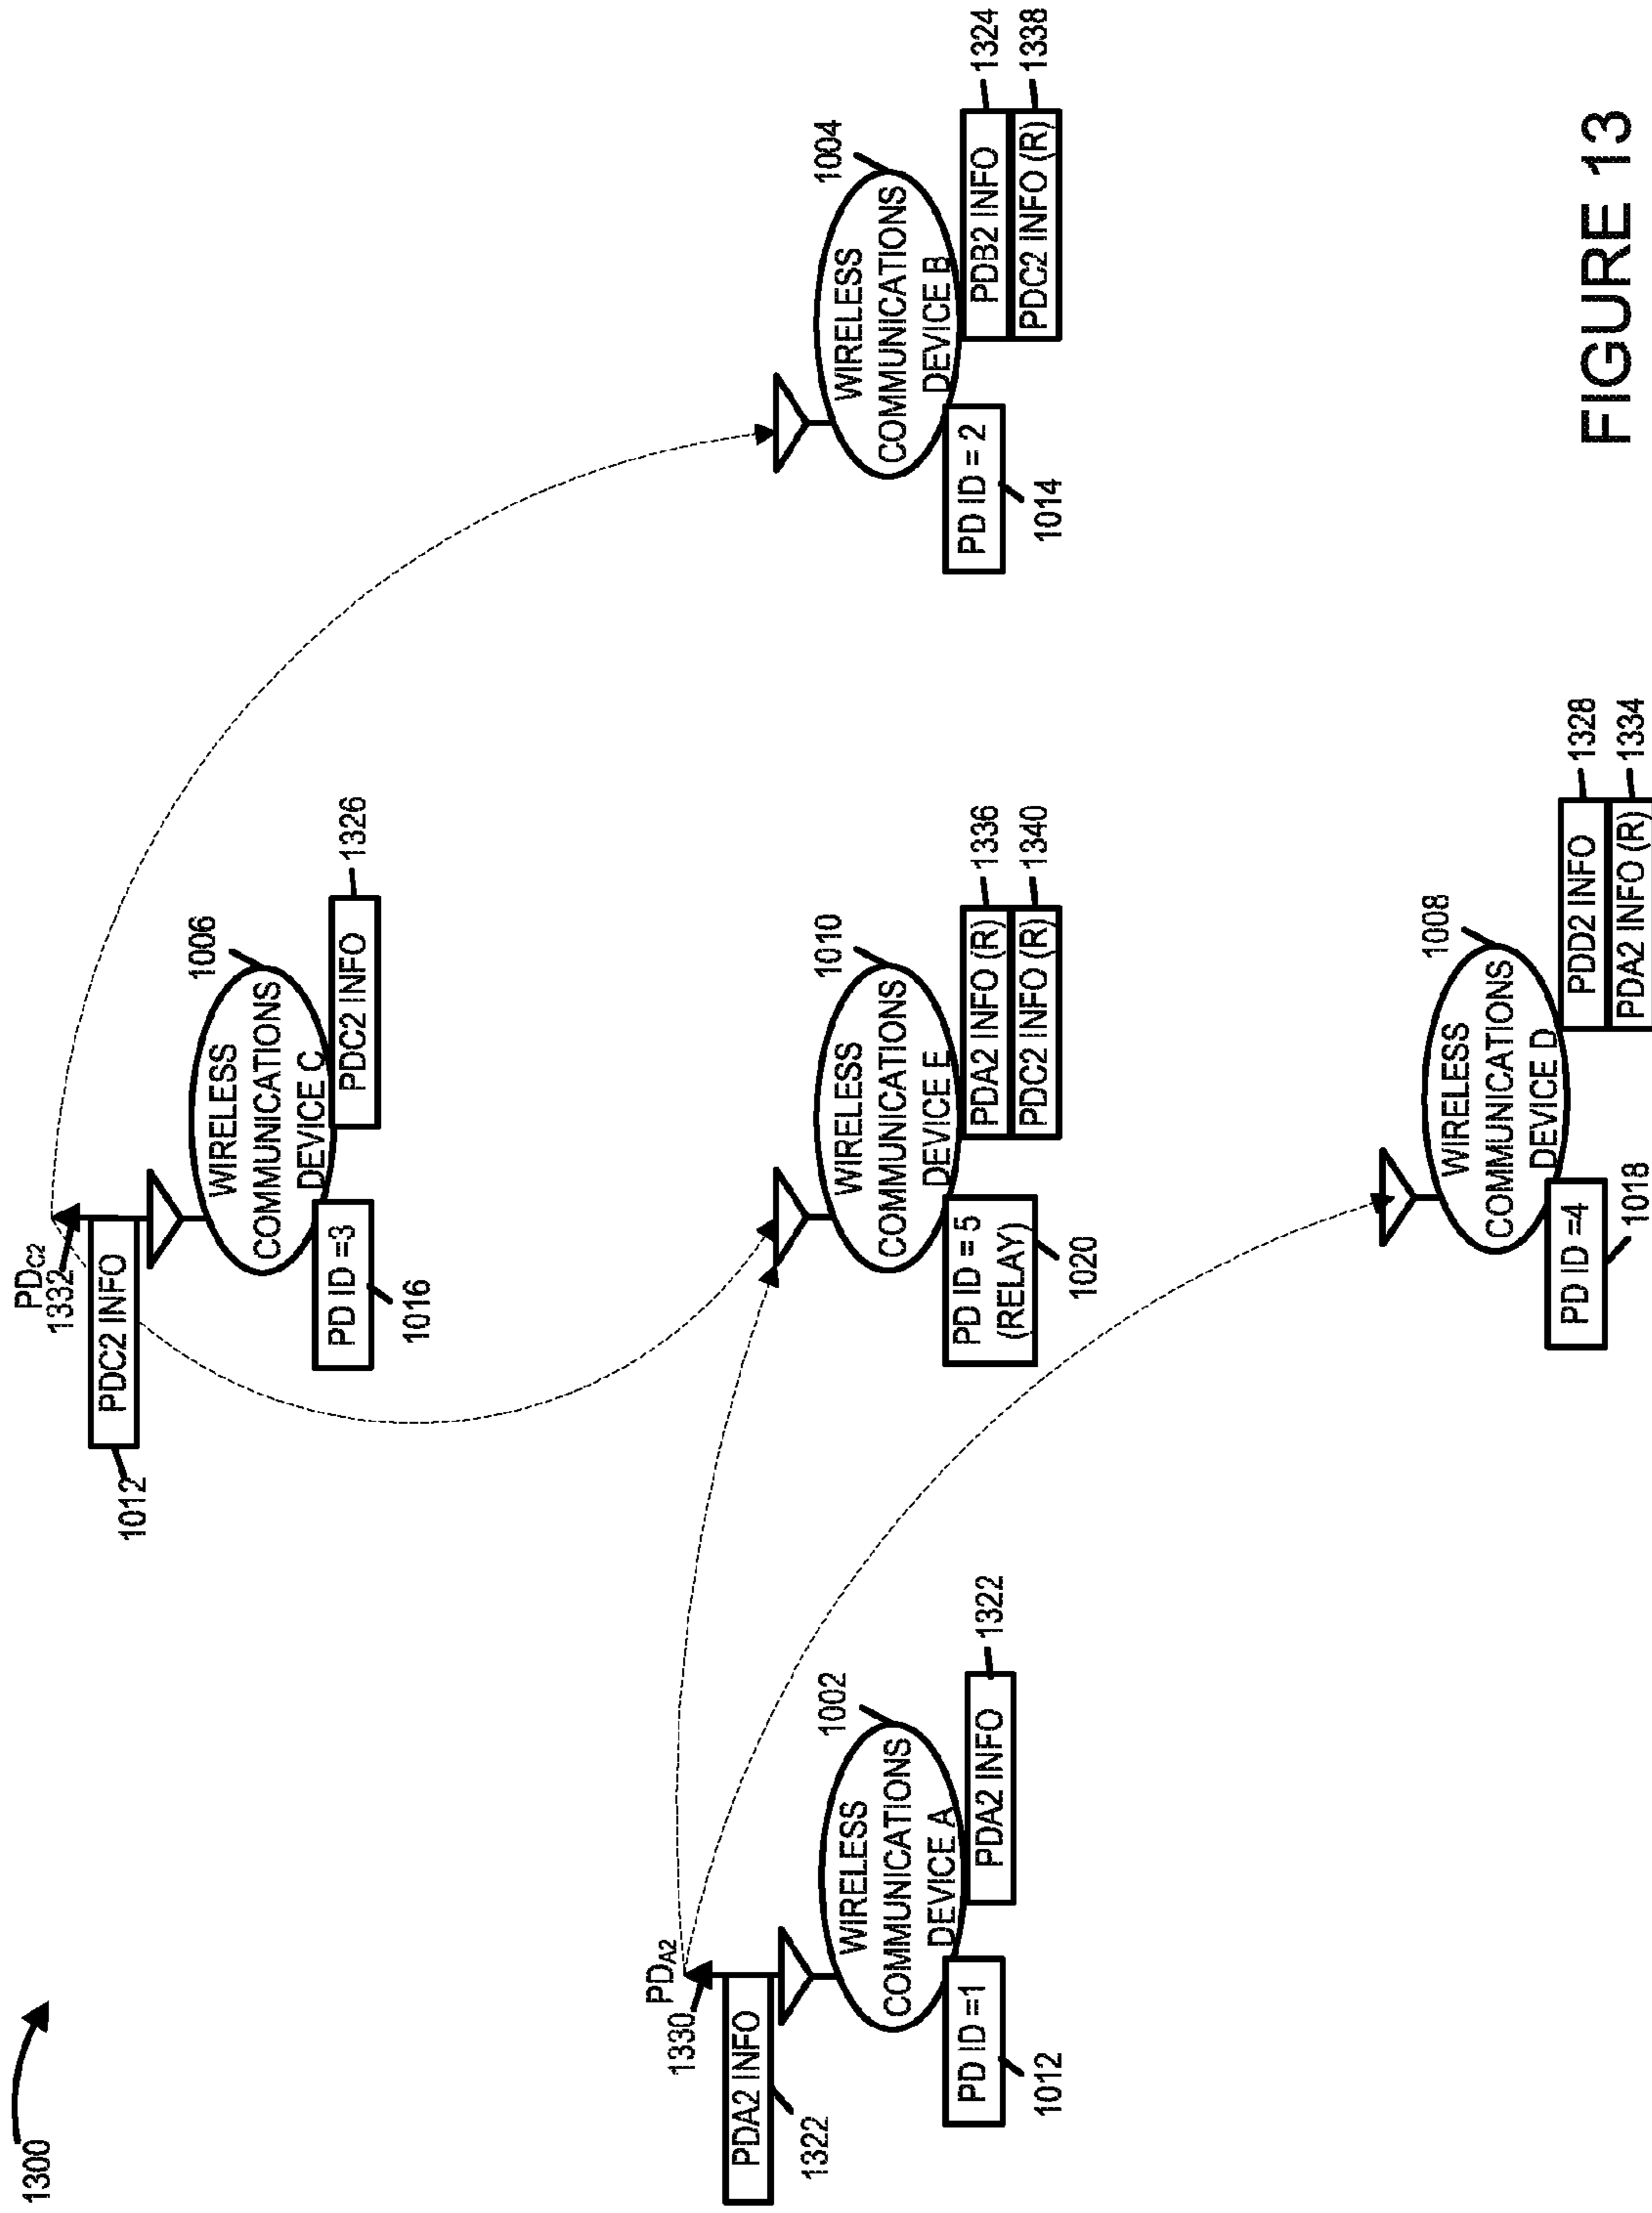 1300
PDC2
1332
PDC2 INFO
1012
WIRELESS
COMMUNICATIONS
DEVICE C
1006
PD ID =3
1016
PDC2 INFO
1326
PDA2
1330
PDA2 INFO
1322
WIRELESS
COMMUNICATIONS
DEVICE A
1002
PD ID =1
1012
PDA2 INFO
1322
WIRELESS
COMMUNICATIONS
DEVICE E
1010
PD ID = 5
(RELAY)
1020
PDA2 INFO (R)
1336
PDC2 INFO (R)
1340
WIRELESS
COMMUNICATIONS
DEVICE B
1004
PD ID = 2
1014
PDB2 INFO
1324
PDC2 INFO (R)
1338
WIRELESS
COMMUNICATIONS
DEVICE D
1008
PD ID =4
1018
PDD2 INFO
1328
PDA2 INFO (R)
1334
FIGURE 13